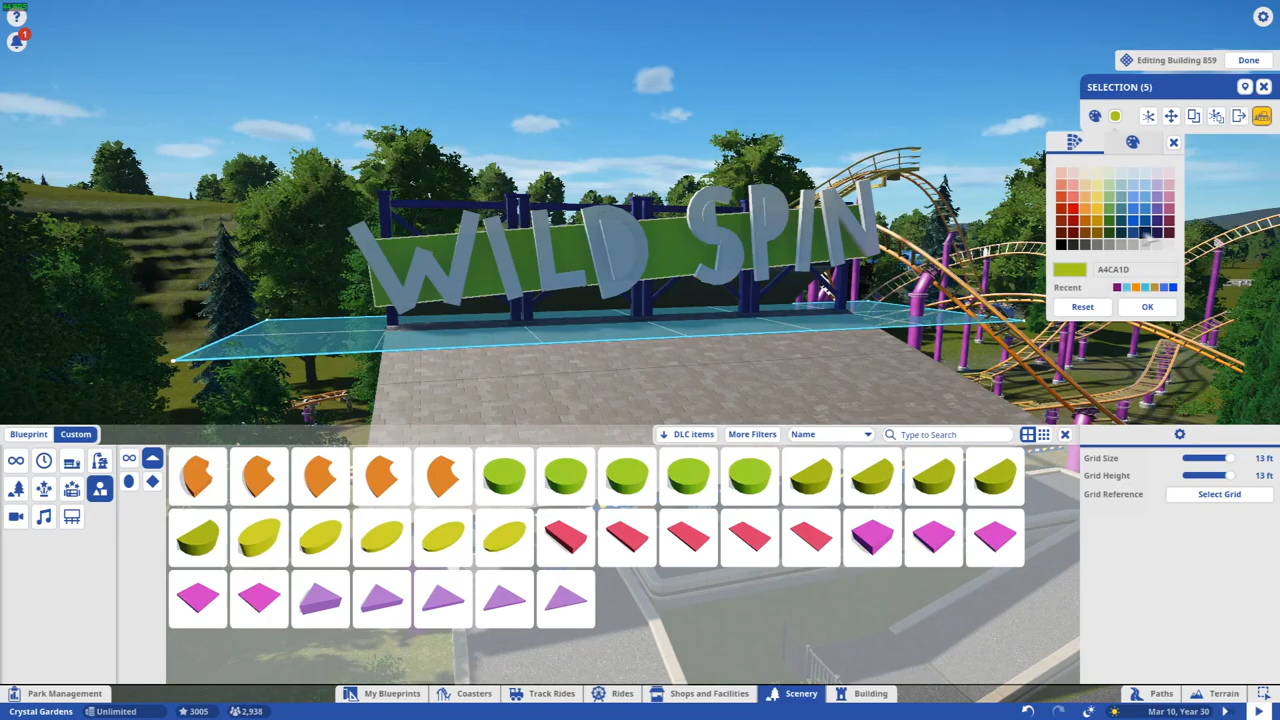 ?
1
Editing Building 859 Done
SELECTION (5)
WILD SPIN
A4CA1D
Recent
Reset OK
Blueprint Custom
DLC items More Filters Name Type to Search
Grid Size 13 ft
Grid Height 13 ft
Grid Reference Select Grid
Park Management My Blueprints Coasters Track Rides Rides Shops and Facilities Scenery Building Paths Terrain
Crystal Gardens Unlimited 3005 2,938 Mar 10, Year 30